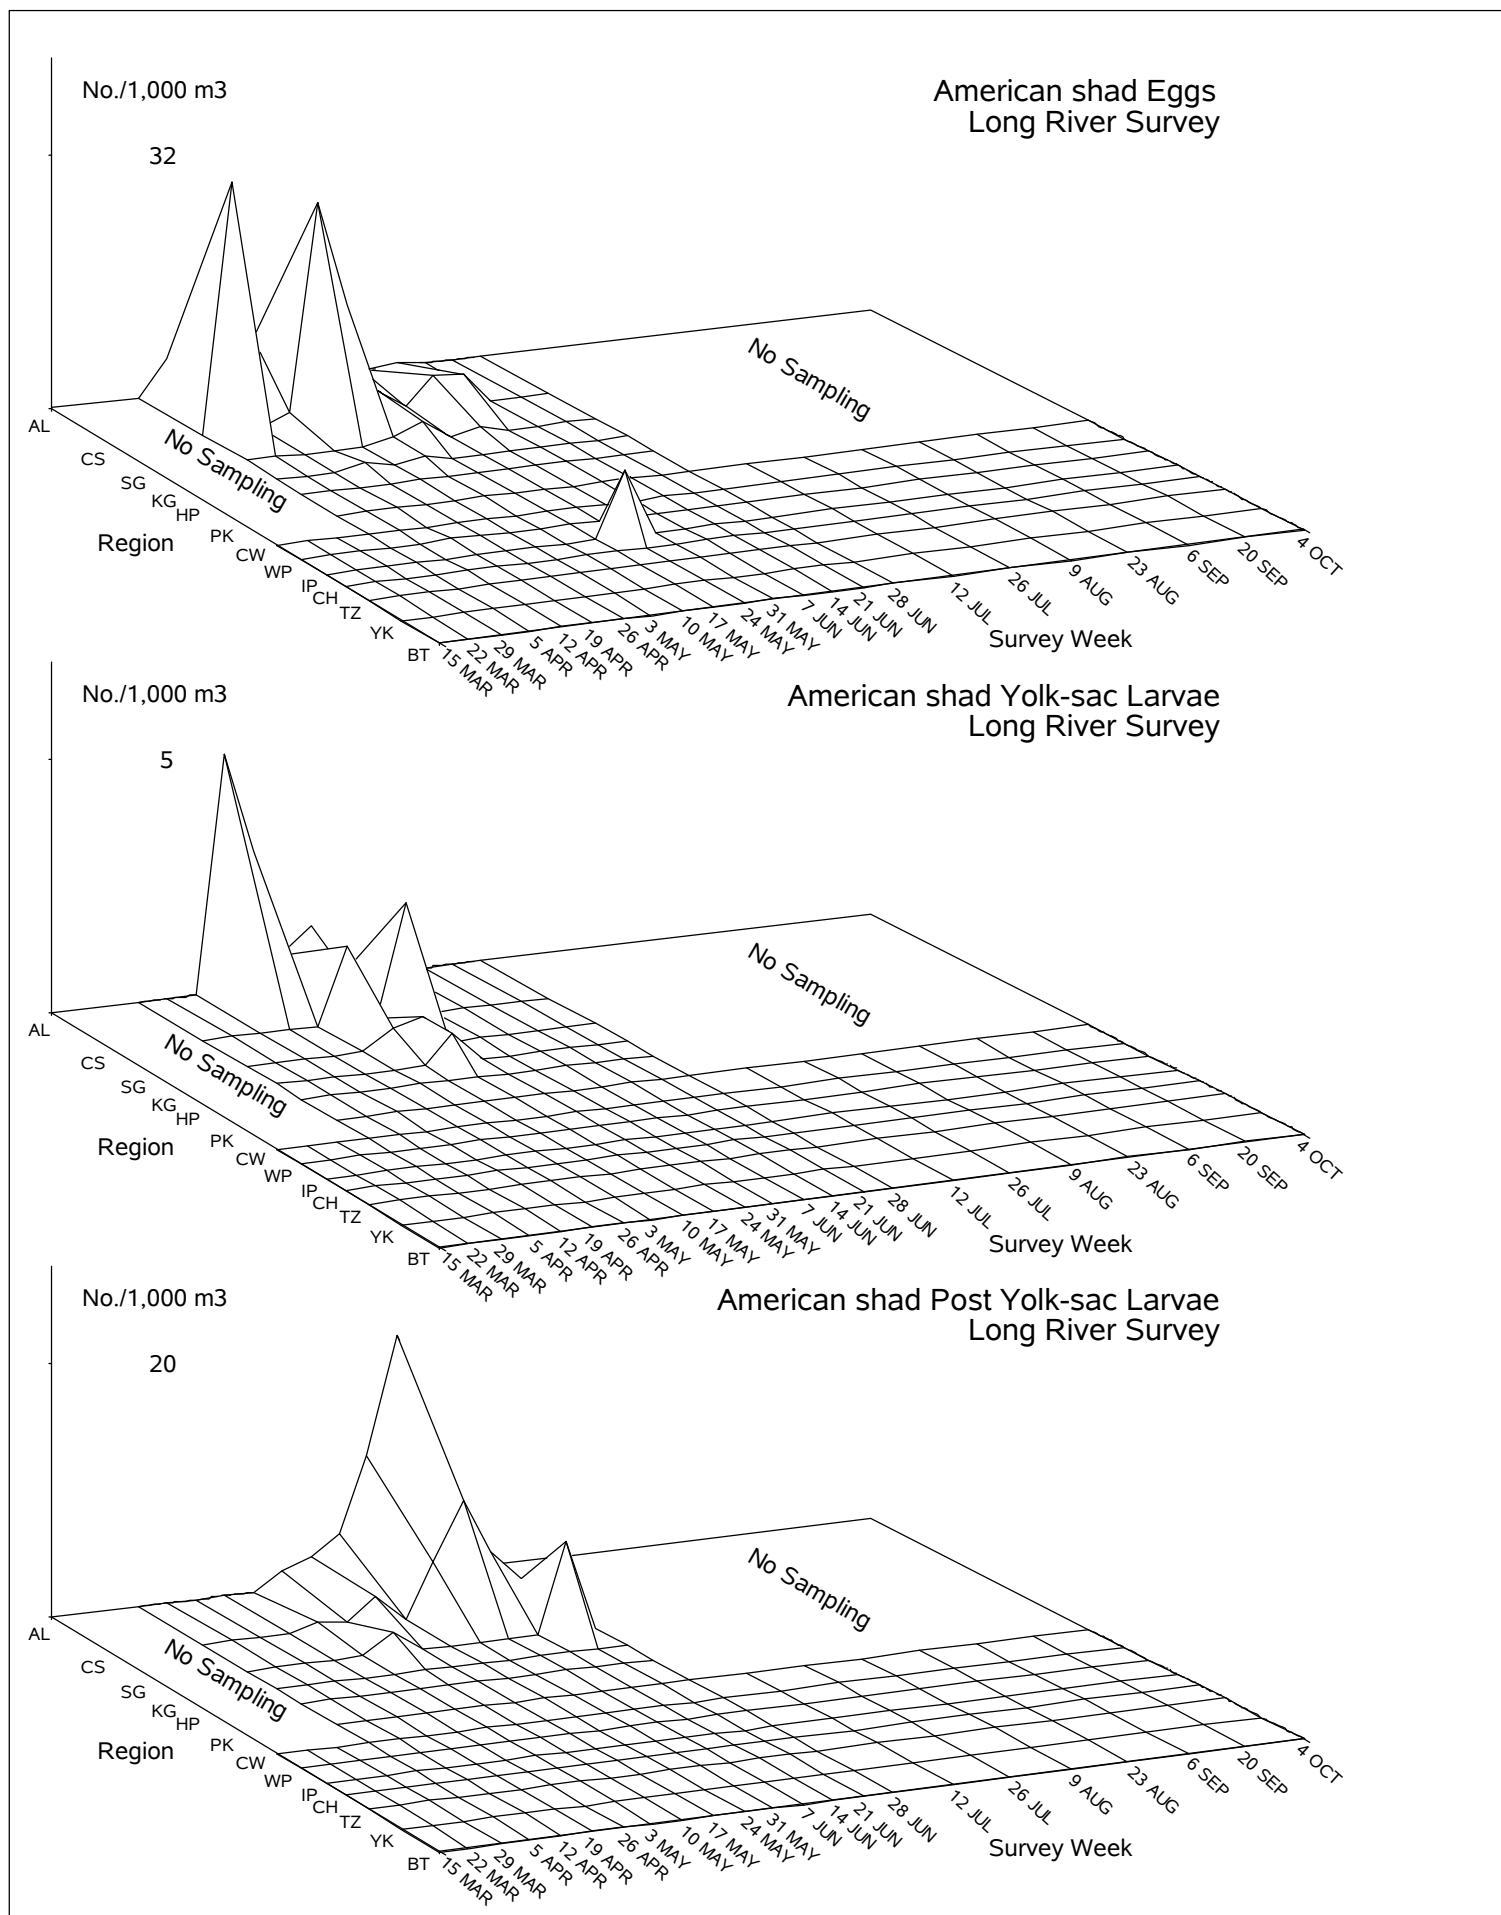 No./1,000 m3
American shad Eggs
Long River Survey
32
No Sampling
AL
No Sampling
CS
SG
KG
HP
PK
CW
WP
IP
CH
TZ
YK
BT
Region
15 MAR
22 MAR
29 MAR
5 APR
12 APR
19 APR
26 APR
3 MAY
10 MAY
17 MAY
24 MAY
31 MAY
7 JUN
14 JUN
21 JUN
28 JUN
12 JUL
26 JUL
9 AUG
23 AUG
6 SEP
20 SEP
4 OCT
Survey Week
No./1,000 m3
American shad Yolk-sac Larvae
Long River Survey
5
No Sampling
AL
No Sampling
CS
SG
KG
HP
PK
CW
WP
IP
CH
TZ
YK
BT
Region
15 MAR
22 MAR
29 MAR
5 APR
12 APR
19 APR
26 APR
3 MAY
10 MAY
17 MAY
24 MAY
31 MAY
7 JUN
14 JUN
21 JUN
28 JUN
12 JUL
26 JUL
9 AUG
23 AUG
6 SEP
20 SEP
4 OCT
Survey Week
No./1,000 m3
American shad Post Yolk-sac Larvae
Long River Survey
20
No Sampling
AL
No Sampling
CS
SG
KG
HP
PK
CW
WP
IP
CH
TZ
YK
BT
Region
15 MAR
22 MAR
29 MAR
5 APR
12 APR
19 APR
26 APR
3 MAY
10 MAY
17 MAY
24 MAY
31 MAY
7 JUN
14 JUN
21 JUN
28 JUN
12 JUL
26 JUL
9 AUG
23 AUG
6 SEP
20 SEP
4 OCT
Survey Week